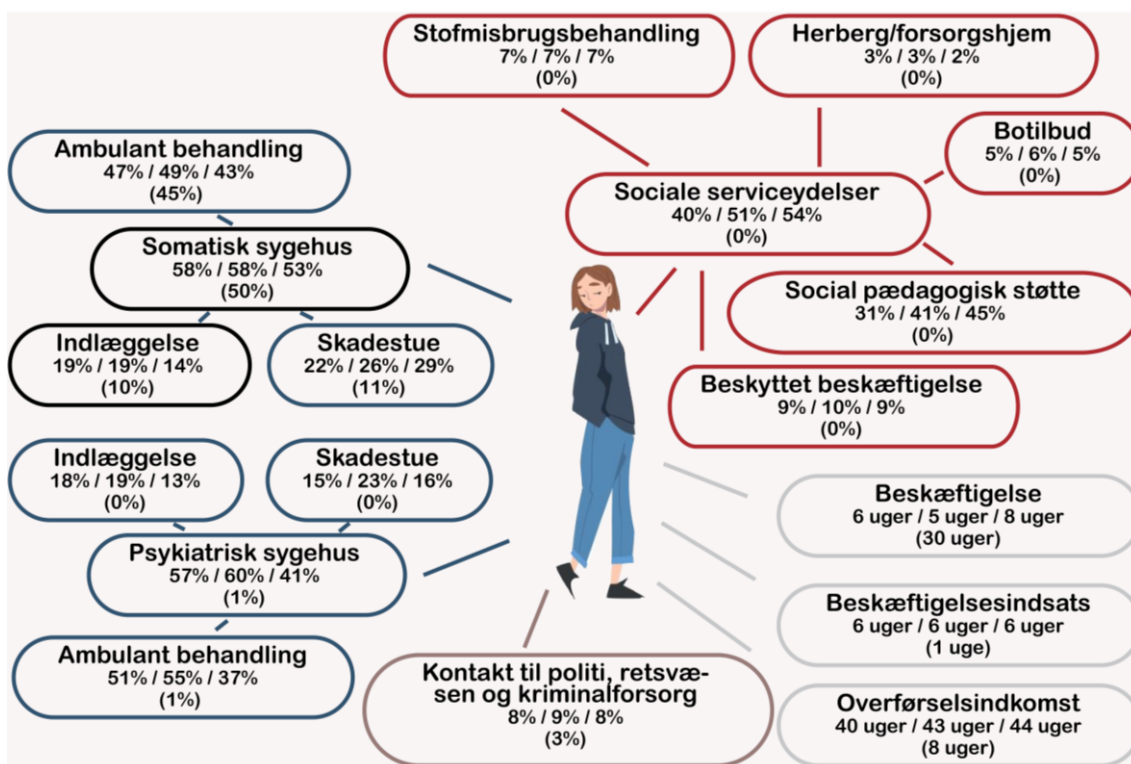 Stofmisbrugsbehandling
7% / 7% / 7%
(0%)
Herberg/forsorgshjem
3% / 3% / 2%
(0%)
Botilbud
5% / 6% / 5%
(0%)
Ambulant behandling
47% / 49% / 43%
(45%)
Sociale serviceydelser
40% / 51% / 54%
(0%)
Somatisk sygehus
58% / 58% / 53%
(50%)
Social pædagogisk støtte
31% / 41% / 45%
(0%)
Indlæggelse
19% / 19% / 14%
(10%)
Skadestue
22% / 26% / 29%
(11%)
Beskyttet beskæftigelse
9% / 10% / 9%
(0%)
Indlæggelse
18% / 19% / 13%
(0%)
Skadestue
15% / 23% / 16%
(0%)
Beskæftigelse
6 uger / 5 uger / 8 uger
(30 uger)
Psykiatrisk sygehus
57% / 60% / 41%
(1%)
Beskæftigelsesindsats
6 uger / 6 uger / 6 uger
(1 uge)
Ambulant behandling
51% / 55% / 37%
(1%)
Kontakt til politi, retsvæ-
sen og kriminalforsorg
8% / 9% / 8%
(3%)
Overførselsindkomst
40 uger / 43 uger / 44 uger
(8 uger)